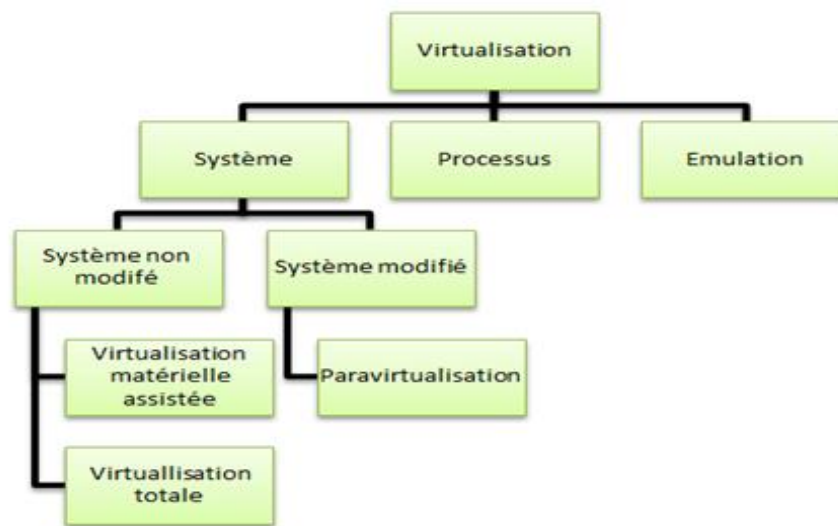 Virtualisation
Système
Processus
Emulation
Système non
modifé
Système modifié
Virtualisation
matérielle
assistée
Paravirtualisation
Virtuallisation
totale